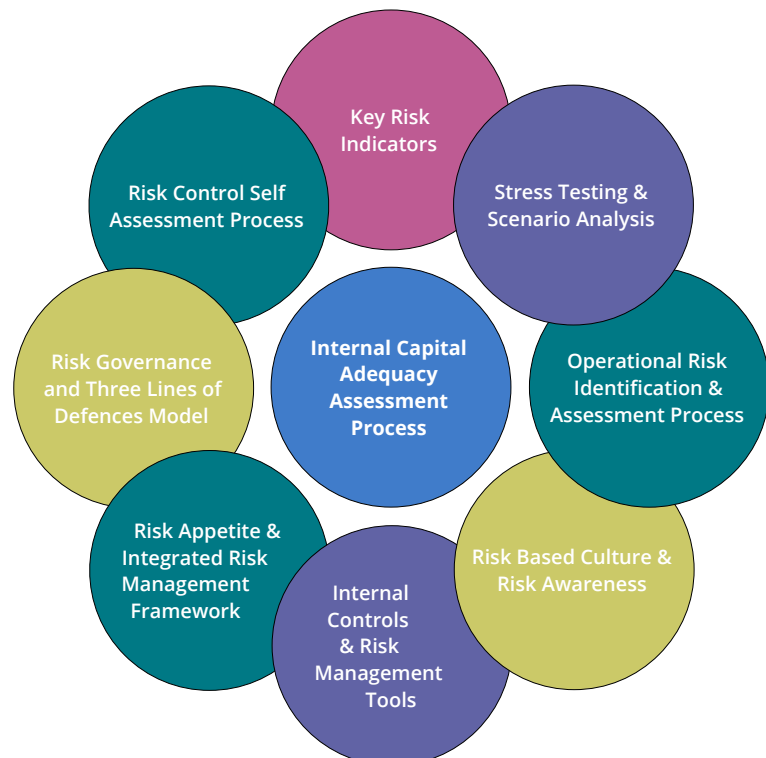 Key Risk
Indicators
Stress Testing &
Scenario Analysis
Operational Risk
Identification &
Assessment Process
Risk Based Culture &
Risk Awareness
Internal
Controls
& Risk
Management
Tools
Risk Appetite &
Integrated Risk
Management
Framework
Risk Governance
and Three Lines of
Defences Model
Risk Control Self
Assessment Process
Internal Capital
Adequacy
Assessment
Process